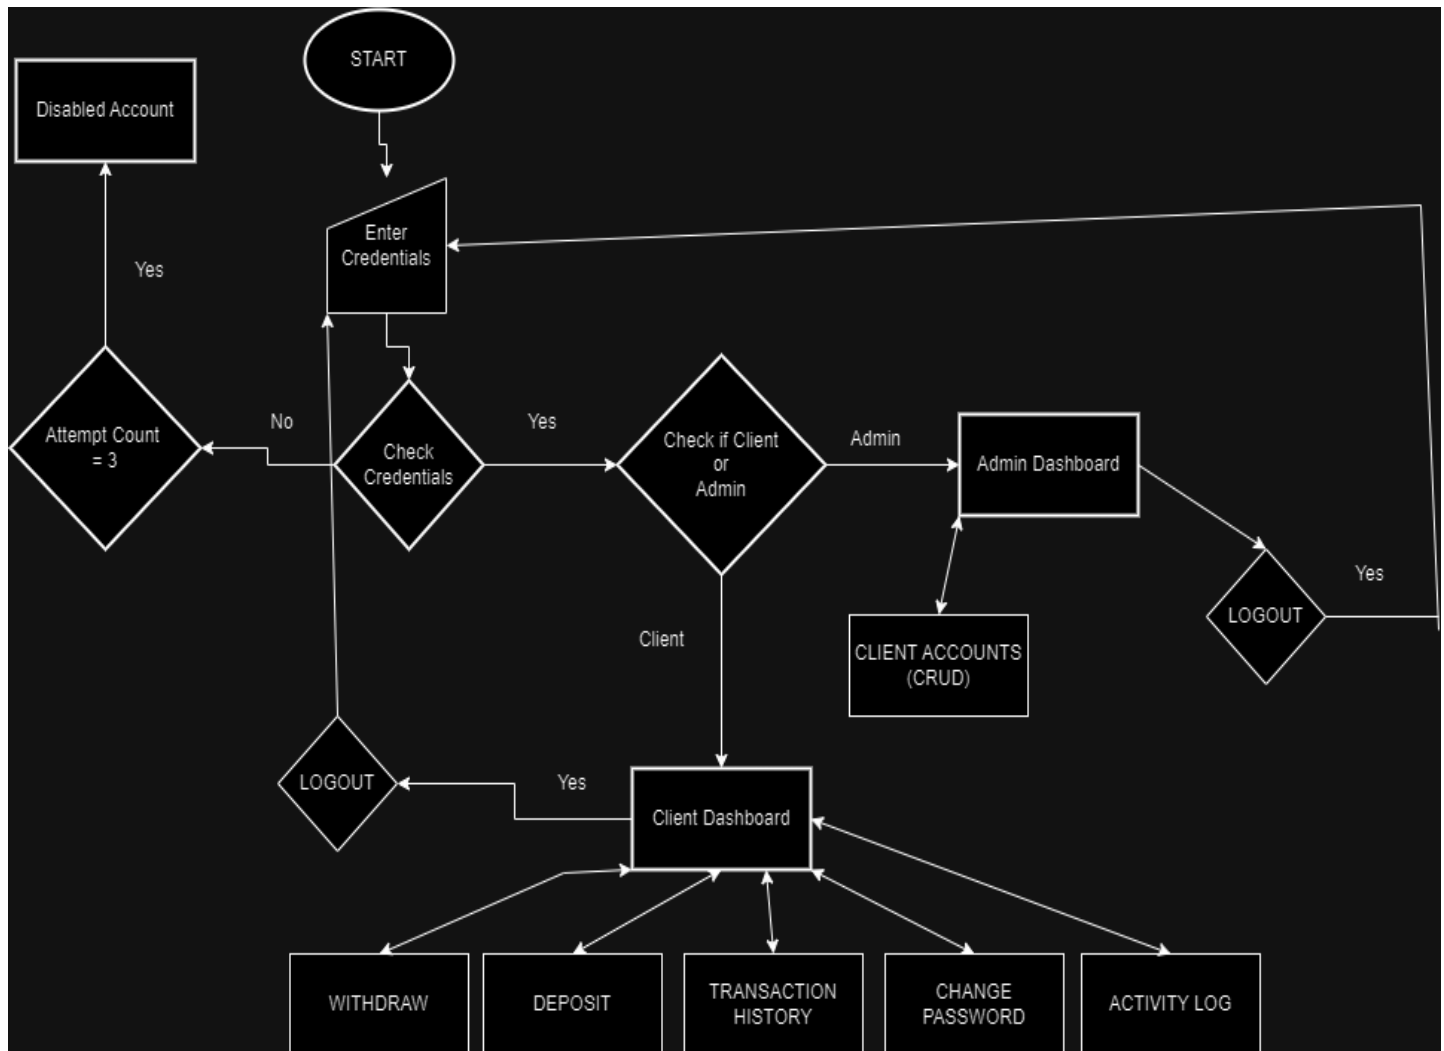 START
Disabled Account
Enter
Credentials
Yes
No
Yes
Attempt Count
= 3
Check
Credentials
Check if Client
or
Admin
Admin
Admin Dashboard
Yes
LOGOUT
Client
CLIENT ACCOUNTS
(CRUD)
LOGOUT
Yes
Client Dashboard
WITHDRAW
DEPOSIT
TRANSACTION
HISTORY
CHANGE
PASSWORD
ACTIVITY LOG